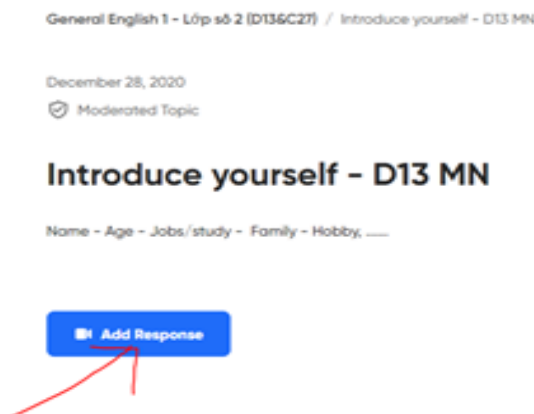 General English 1 - Lớp số 2 (D13&C27) / Introduce yourself - D13 MN
December 28, 2020
Moderated Topic
Introduce yourself - D13 MN
Name - Age - Jobs/study - Family - Hobby, ......
Add Response